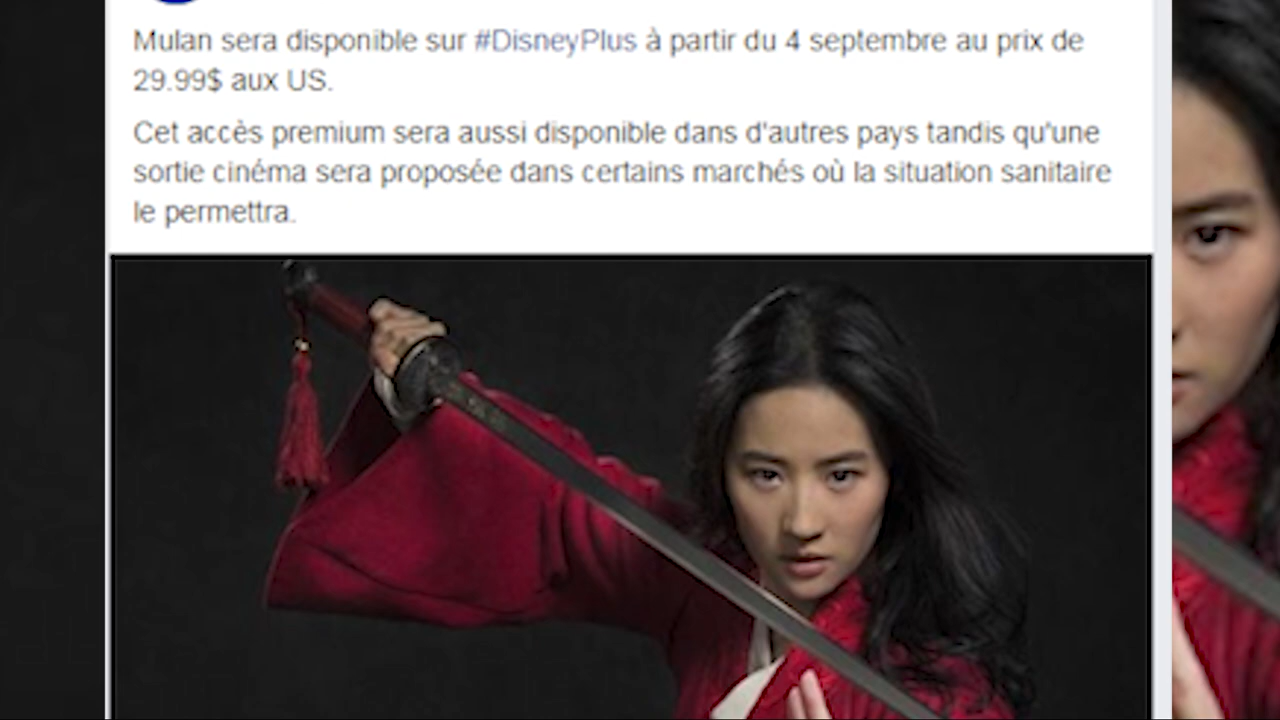 Mulan sera disponible sur #DisneyPlus à partir du 4 septembre au prix de
29.99$ aux US.
Cet accès premium sera aussi disponible dans d'autres pays tandis qu'une
sortie cinéma sera proposée dans certains marchés où la situation sanitaire
le permettra.